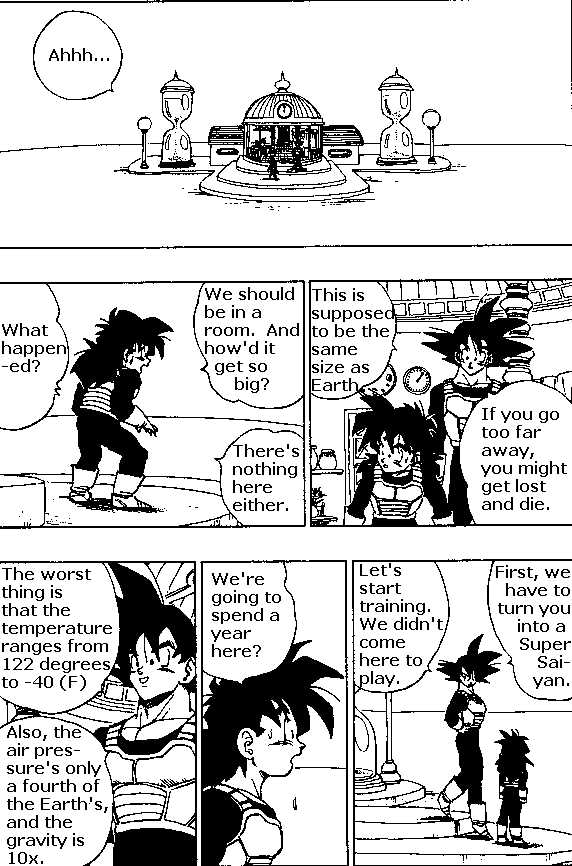 Ahhh...
What
happen
-ed?
We should
be in a
room. And
how'd it
get so
big?
There's
nothing
here
either.
This is
supposed
to be the
same
size as
Earth.
If you go
too far
away,
you might
get lost
and die.
The worst
thing is
that the
temperature
ranges from
122 degrees
to -40 (F)
Also, the
air pres-
sure's only
a fourth of
the Earth's,
and the
gravity is
10x.
We're
going to
spend a
year
here?
Let's
start
training.
We didn't
come
here to
play.
First, we
have to
turn you
into a
Super
Sai-
yan.